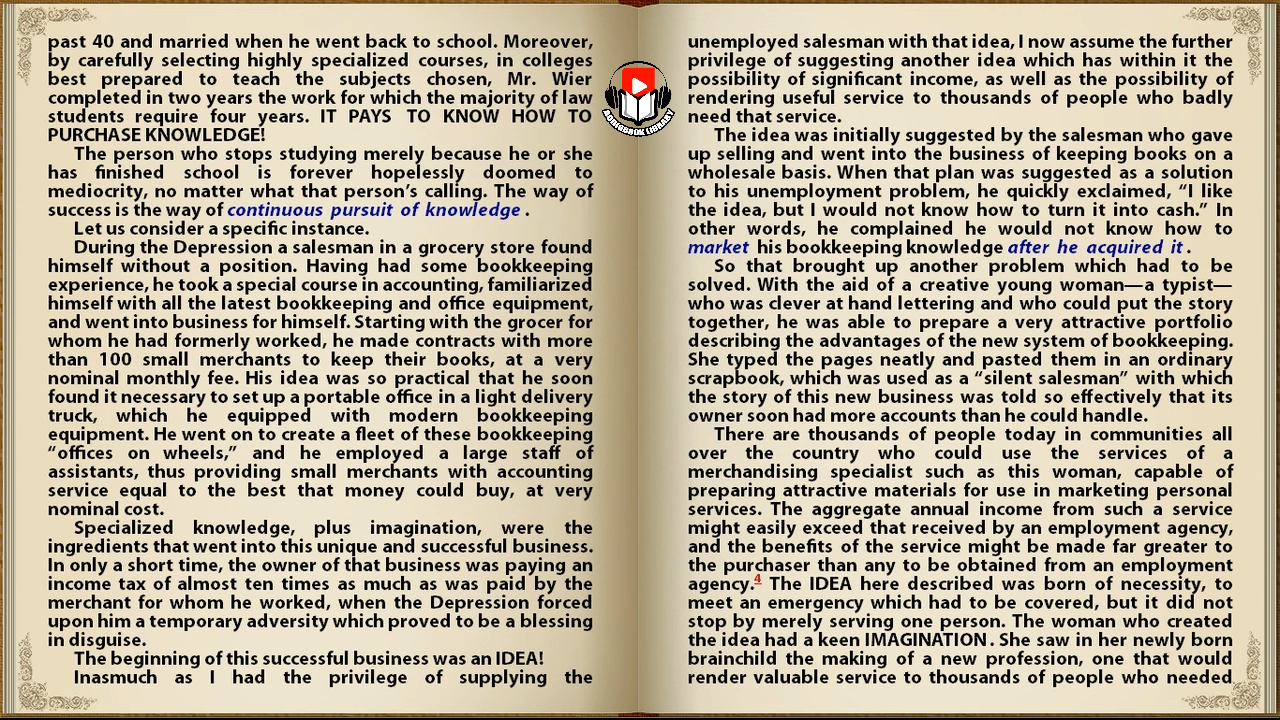 past 40 and married when he went back to school. Moreover,
by carefully selecting highly specialized courses, in colleges
best prepared to teach the subjects chosen, Mr. Wier
completed in two years the work for which the majority of law
students require four years. IT PAYS TO KNOW HOW TO
PURCHASE KNOWLEDGE!
The person who stops studying merely because he or she
has finished school is forever hopelessly doomed to
mediocrity, no matter what that person's calling. The way of
success is the way of continuous pursuit of knowledge .
Let us consider a specific instance.
During the Depression a salesman in a grocery store found
himself without a position. Having had some bookkeeping
experience, he took a special course in accounting, familiarized
himself with all the latest bookkeeping and office equipment,
and went into business for himself. Starting with the grocer for
whom he had formerly worked, he made contracts with more
than 100 small merchants to keep their books, at a very
nominal monthly fee. His idea was so practical that he soon
found it necessary to set up a portable office in a light delivery
truck, which he equipped with modern bookkeeping
equipment. He went on to create a fleet of these bookkeeping
“offices on wheels,” and he employed a large staff of
assistants, thus providing small merchants with accounting
service equal to the best that money could buy, at very
nominal cost.
Specialized knowledge, plus imagination, were the
ingredients that went into this unique and successful business.
In only a short time, the owner of that business was paying an
income tax of almost ten times as much as was paid by the
merchant for whom he worked, when the Depression forced
upon him a temporary adversity which proved to be a blessing
in disguise.
The beginning of this successful business was an IDEA!
Inasmuch as I had the privilege of supplying the
AUDIOBOOK LIBRARY
unemployed salesman with that idea, I now assume the further
privilege of suggesting another idea which has within it the
possibility of significant income, as well as the possibility of
rendering useful service to thousands of people who badly
need that service.
The idea was initially suggested by the salesman who gave
up selling and went into the business of keeping books on a
wholesale basis. When that plan was suggested as a solution
to his unemployment problem, he quickly exclaimed, “I like
the idea, but I would not know how to turn it into cash.” In
other words, he complained he would not know how to
market his bookkeeping knowledge after he acquired it .
So that brought up another problem which had to be
solved. With the aid of a creative young woman—a typist—
who was clever at hand lettering and who could put the story
together, he was able to prepare a very attractive portfolio
describing the advantages of the new system of bookkeeping.
She typed the pages neatly and pasted them in an ordinary
scrapbook, which was used as a “silent salesman” with which
the story of this new business was told so effectively that its
owner soon had more accounts than he could handle.
There are thousands of people today in communities all
over the country who could use the services of a
merchandising specialist such as this woman, capable of
preparing attractive materials for use in marketing personal
services. The aggregate annual income from such a service
might easily exceed that received by an employment agency,
and the benefits of the service might be made far greater to
the purchaser than any to be obtained from an employment
agency.4 The IDEA here described was born of necessity, to
meet an emergency which had to be covered, but it did not
stop by merely serving one person. The woman who created
the idea had a keen IMAGINATION . She saw in her newly born
brainchild the making of a new profession, one that would
render valuable service to thousands of people who needed